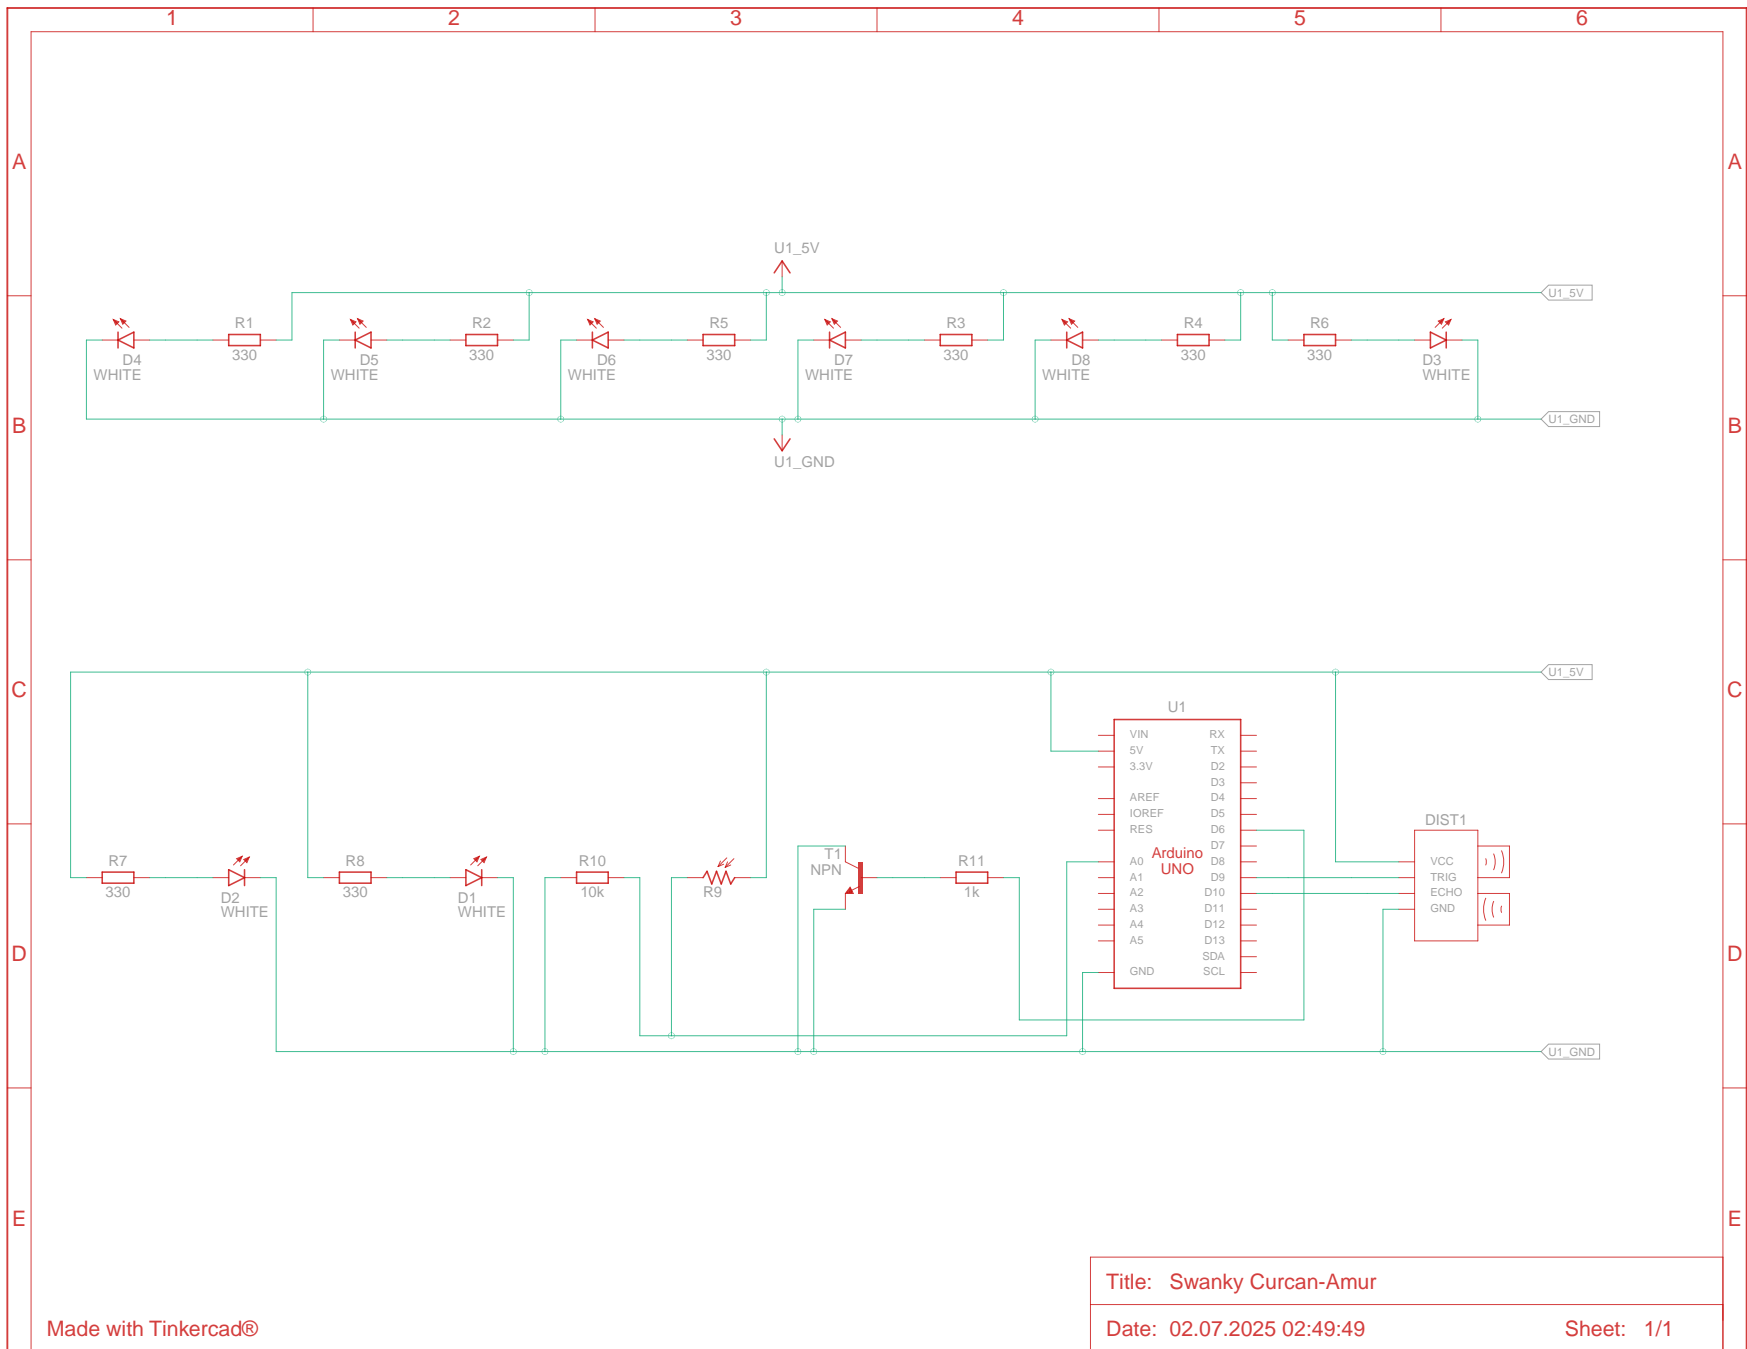 1 2 3 4 5 6
A A
U1_5V
U1_5V
R1 R2 R5 R3 R4 R6
330 330 330 330 330 330
D4 D5 D6 D7 D8 D3
WHITE WHITE WHITE WHITE WHITE WHITE
U1_GND
B B
U1_GND
U1_5V
C C
U1
VIN RX
5V TX
3.3V D2
D3
AREF D4
IOREF D5
RES D6
D7
A0 D8
A1 D9
A2 D10
A3 D11
A4 D12
A5 D13
SDA
GND SCL
Arduino
UNO
DIST1
VCC
TRIG
ECHO
GND
R7 R8 R10 R9 T1 R11
330 330 10k NPN 1k
D2 D1
WHITE WHITE
D D
U1_GND
E E
Title: Swanky Curcan-Amur
Made with Tinkercad®
Date: 02.07.2025 02:49:49 Sheet: 1/1